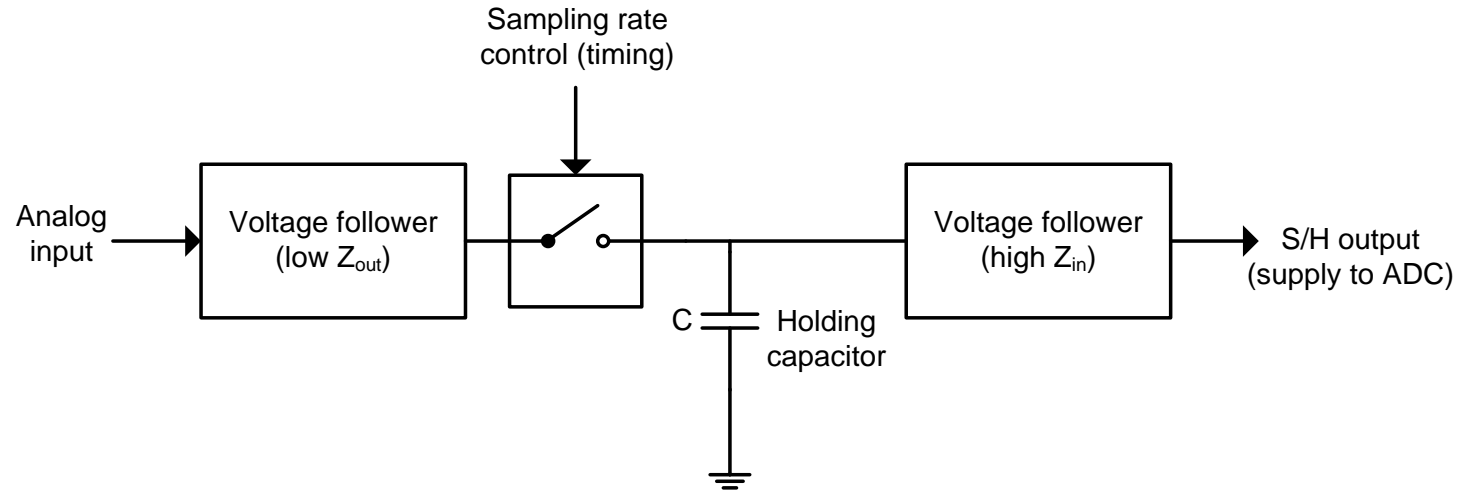 Sampling rate
control (timing)
Analog
input
Voltage follower
(low Zout)
Voltage follower
(high Zin)
S/H output
(supply to ADC)
C
Holding
capacitor